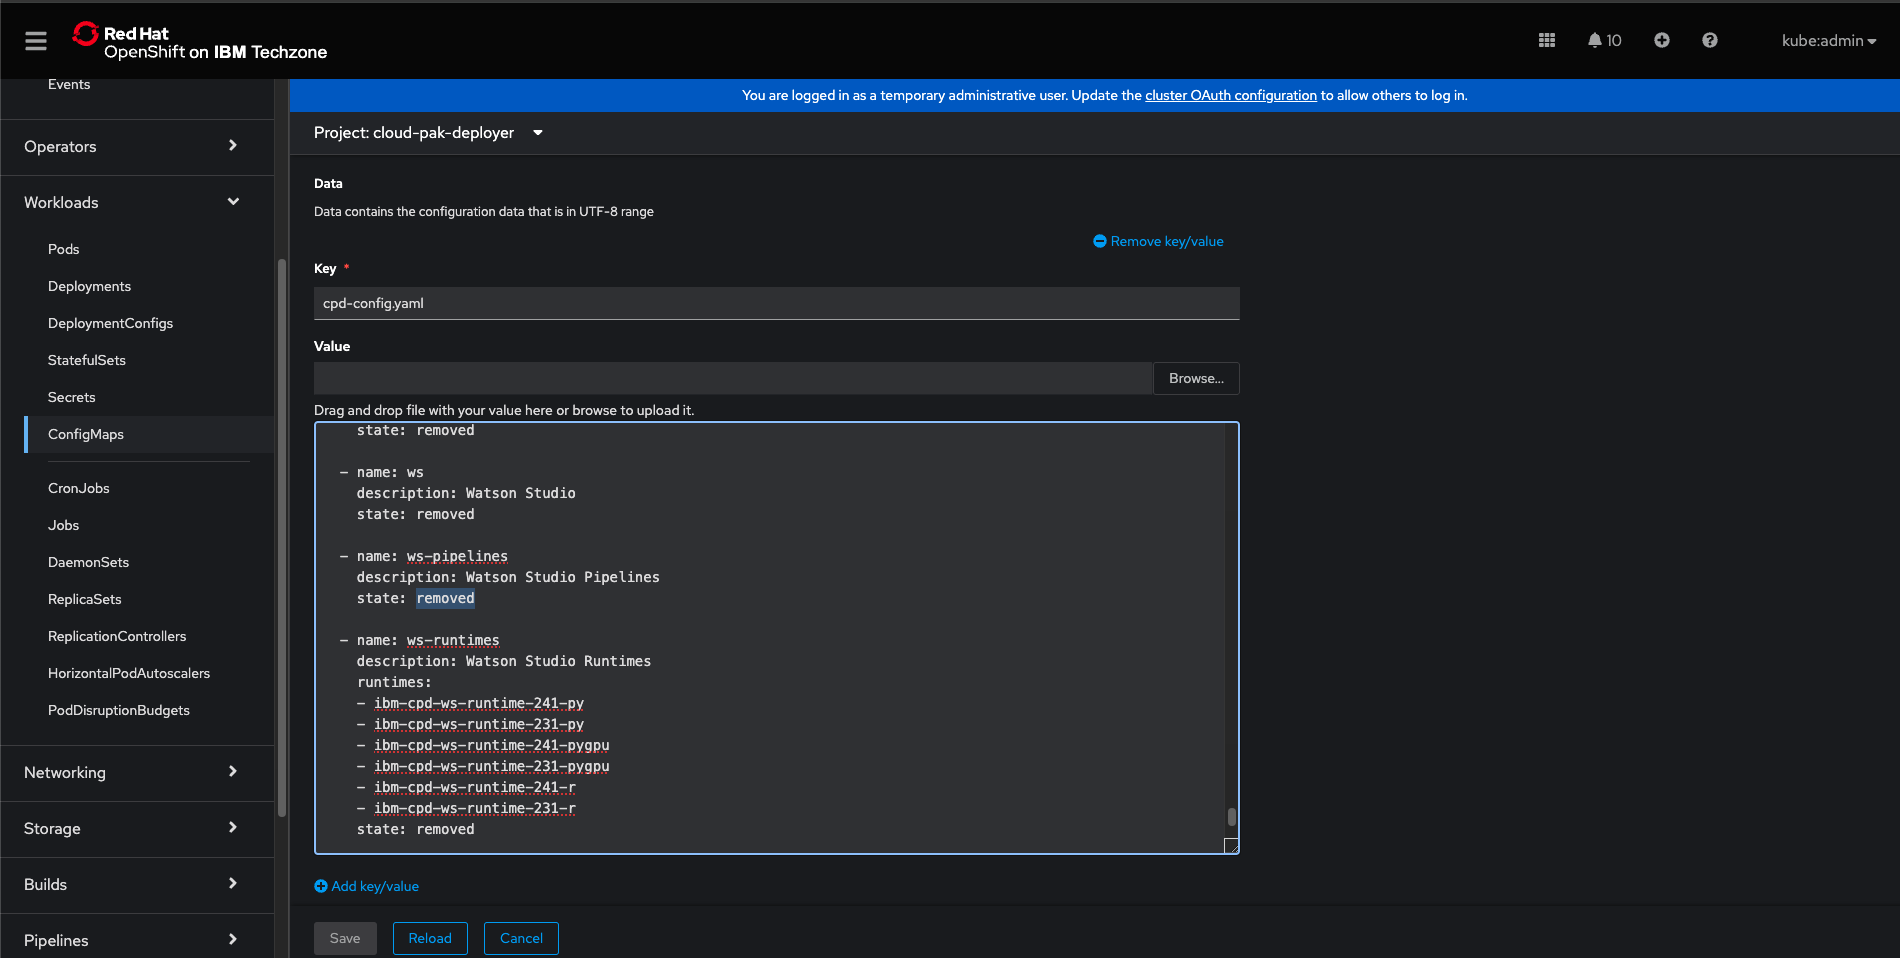 Red Hat
OpenShift on IBM Techzone
10
kube:admin
Events
Operators
Workloads
Pods
Deployments
DeploymentConfigs
StatefulSets
Secrets
ConfigMaps
CronJobs
Jobs
DaemonSets
ReplicaSets
ReplicationControllers
HorizontalPodAutoscalers
PodDisruptionBudgets
Networking
Storage
Builds
Pipelines
You are logged in as a temporary administrative user. Update the cluster OAuth configuration to allow others to log in.
Project: cloud-pak-deployer
Data
Data contains the configuration data that is in UTF-8 range
Remove key/value
Key *
cpd-config.yaml
Value
Browse...
Drag and drop file with your value here or browse to upload it.
state: removed
- name: ws
description: Watson Studio
state: removed
- name: ws-pipelines
description: Watson Studio Pipelines
state: removed
- name: ws-runtimes
description: Watson Studio Runtimes
runtimes:
- ibm-cpd-ws-runtime-241-py
- ibm-cpd-ws-runtime-231-py
- ibm-cpd-ws-runtime-241-pygpu
- ibm-cpd-ws-runtime-231-pygpu
- ibm-cpd-ws-runtime-241-r
- ibm-cpd-ws-runtime-231-r
state: removed
Add key/value
Save
Reload
Cancel